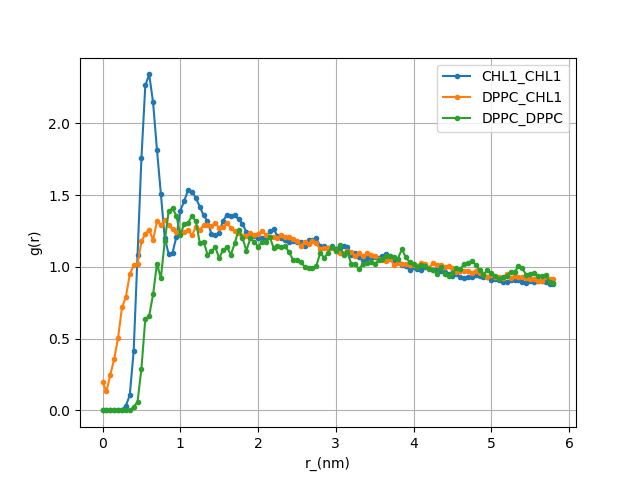 CHL1_CHL1
DPPC_CHL1
DPPC_DPPC
g(r)
2.0
1.5
1.0
0.5
0.0
0 1 2 3 4 5 6
r_(nm)